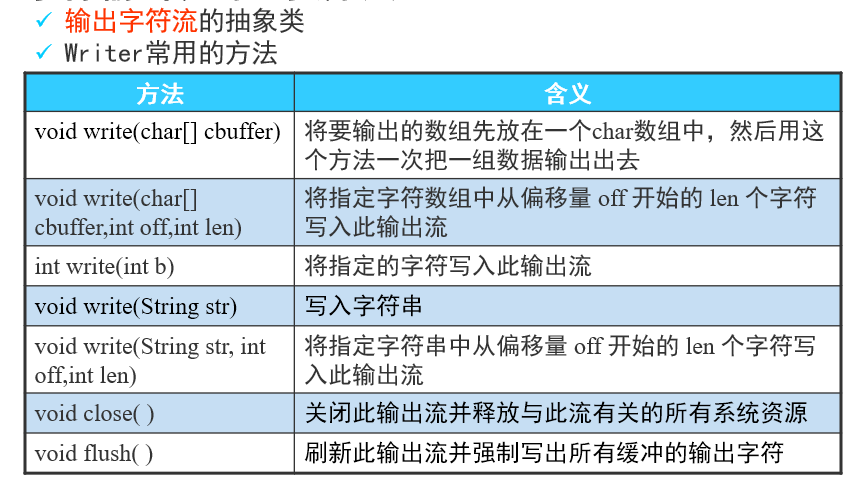 输出字符流的抽象类
Writer常用的方法
方法
含义
void write(char[] cbuffer)
将要输出的数组先放在一个char数组中，然后用这
个方法一次把一组数据输出出去
void write(char[]
cbuffer,int off,int len)
将指定字符数组中从偏移量 off 开始的 len 个字符
写入此输出流
int write(int b)
将指定的字符写入此输出流
void write(String str)
写入字符串
void write(String str, int
off,int len)
将指定字符串中从偏移量 off 开始的 len 个字符写
入此输出流
void close( )
关闭此输出流并释放与此流有关的所有系统资源
void flush( )
刷新此输出流并强制写出所有缓冲的输出字符